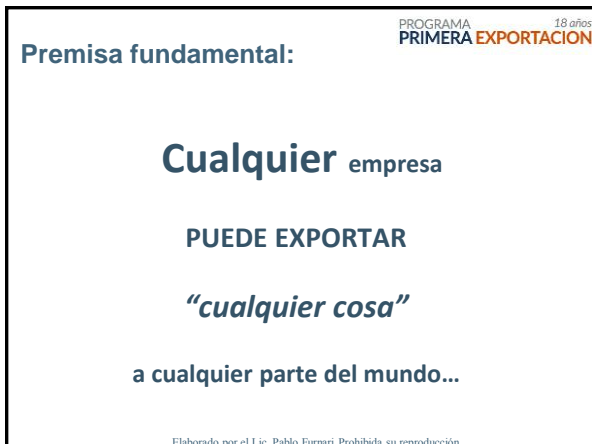 PROGRAMA 18 años
PRIMERA EXPORTACION
Premisa fundamental:
Cualquier empresa
PUEDE EXPORTAR
“cualquier cosa”
a cualquier parte del mundo…
Elaborado por el Lic. Pablo Furnari Prohibida su reproducción